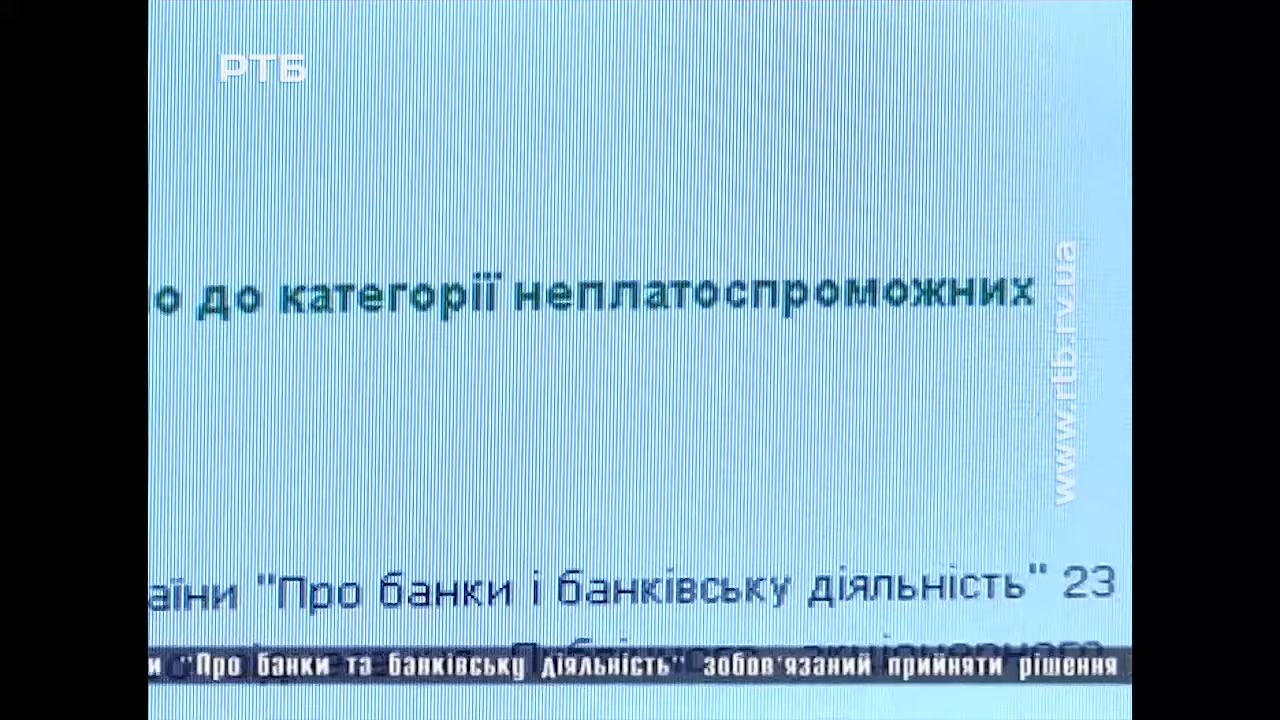 РТБ
до категорії неплатоспроможних
www.rtb.rv.ua
"Про банки і банківську діяльність" 23
и "Про банки та банківську діяльність" зобов'язаний прийняти рішення